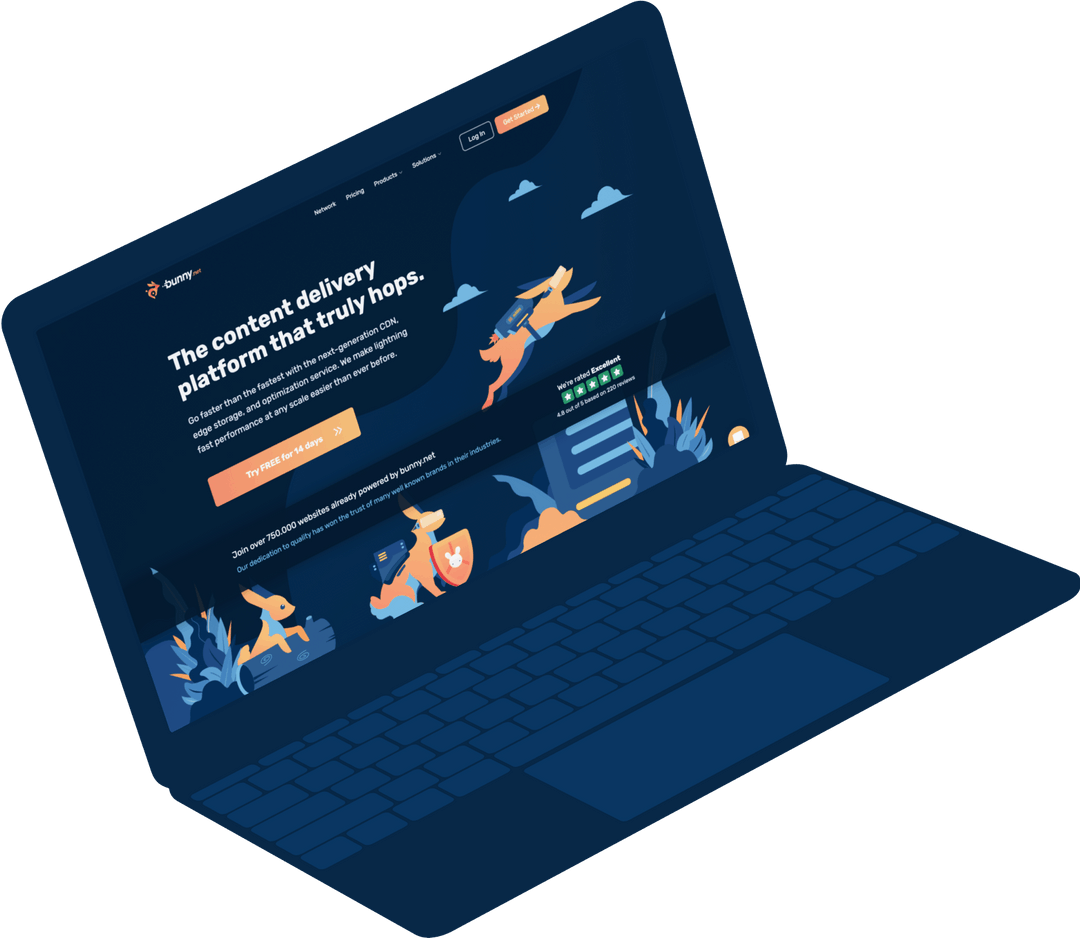 Network Pricing Products Solutions Log In Get Started →
bunny.net
The content delivery
platform that truly hops.
Go faster than the fastest with the next-generation CDN,
edge storage, and optimization service. We make lightning
fast performance at any scale easier than ever before.
Try FREE for 14 days
We're rated Excellent
4.8 out of 5 based on 220 reviews
Join over 750.000 websites already powered by bunny.net
Our dedication to quality has won the trust of many well known brands in their industries.